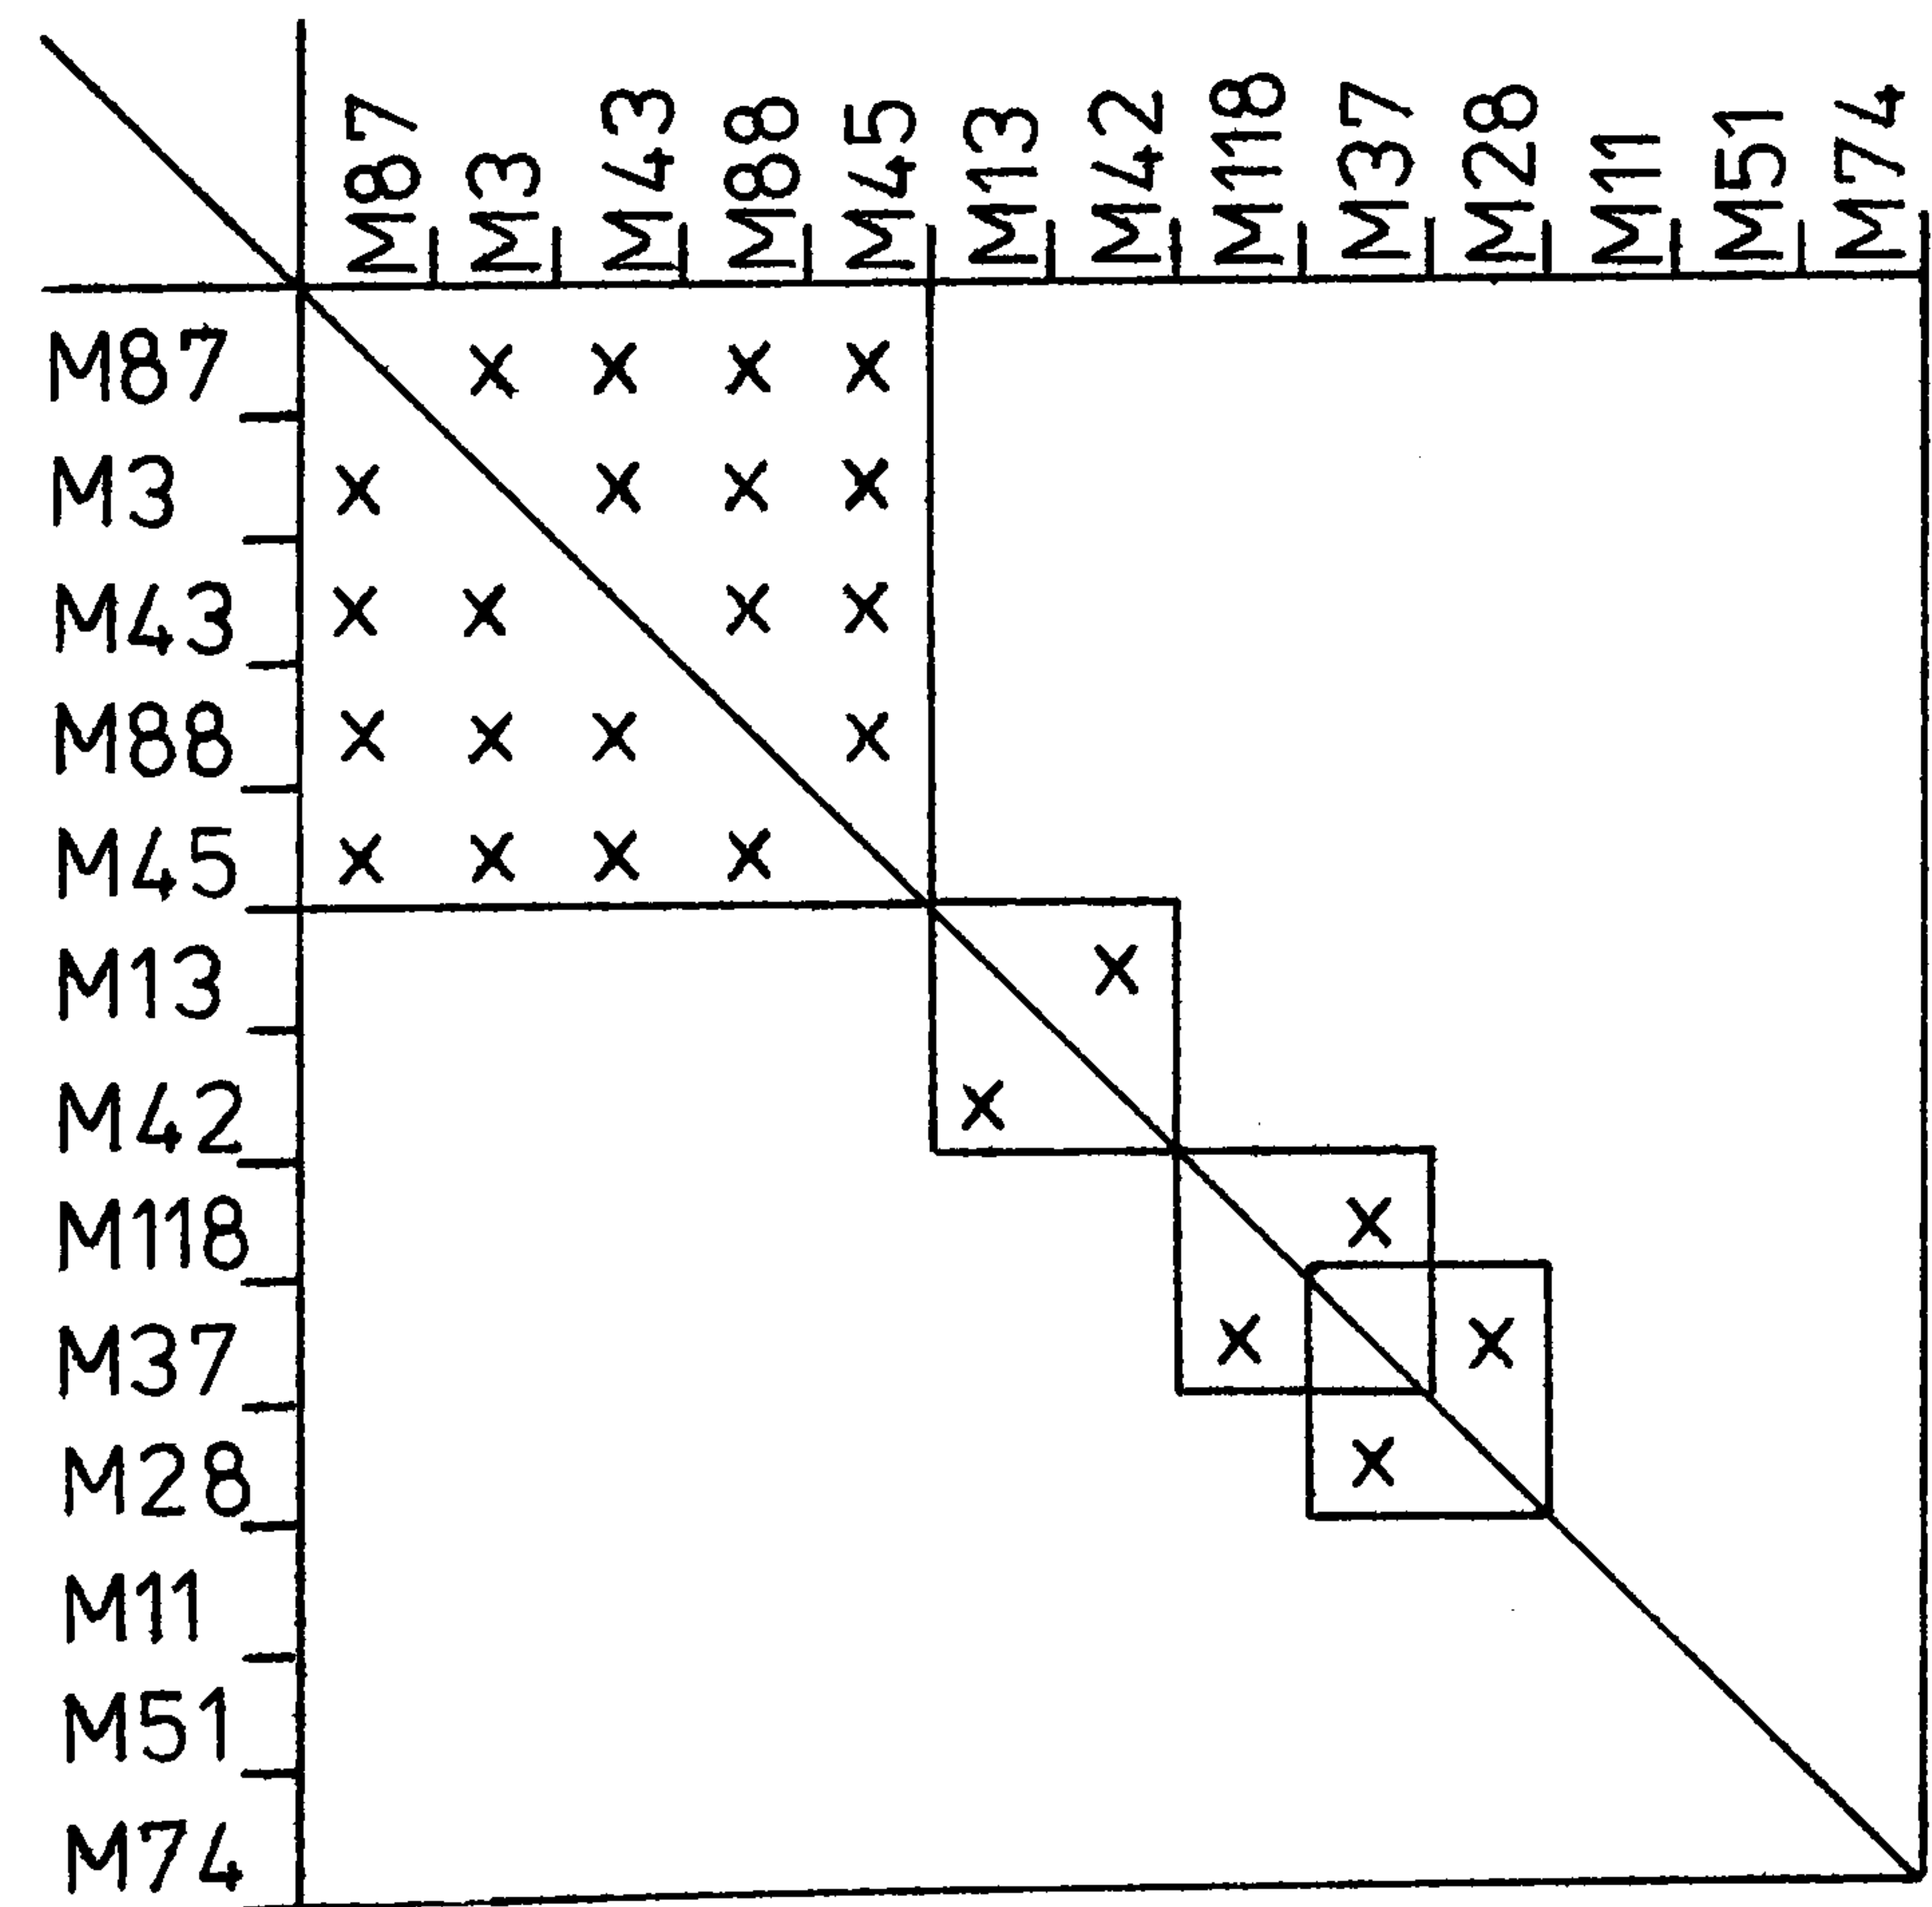 M87 M3 M43 M88 M45 M13 M42 M118 M37 M28 M11 M51 M74
M87 x x x x
M3 x x x x
M43 x x x x
M88 x x x x
M45 x x x x
M13 x
M42 x
M118 x
M37 x x
M28 x
M11
M51
M74